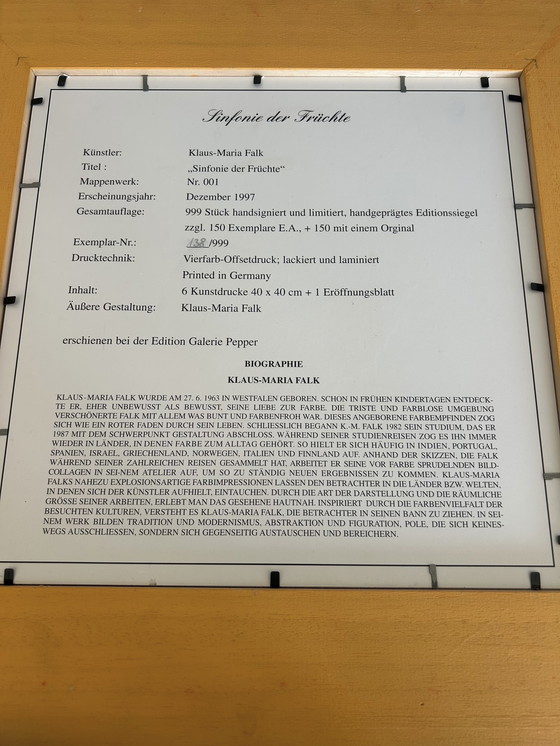 Sinfonie der Früchte
Künstler: Klaus-Maria Falk
Titel : „Sinfonie der Früchte“
Mappenwerk: Nr. 001
Erscheinungsjahr: Dezember 1997
Gesamtauflage: 999 Stück handsigniert und limitiert, handgeprägtes Editionssiegel
zzgl. 150 Exemplare E.A., + 150 mit einem Orginal
Exemplar-Nr.: /999
Drucktechnik: Vierfarb-Offsetdruck; lackiert und laminiert
Printed in Germany
Inhalt: 6 Kunstdrucke 40 x 40 cm + 1 Eröffnungsblatt
Äußere Gestaltung: Klaus-Maria Falk
erschienen bei der Edition Galerie Pepper
BIOGRAPHIE
KLAUS-MARIA FALK
KLAUS-MARIA FALK WURDE AM 27. 6. 1963 IN WESTFALEN GEBOREN. SCHON IN FRÜHEN KINDERTAGEN ENTDECK-
TE ER, EHER UNBEWUSST ALS BEWUSST, SEINE LIEBE ZUR FARBE. DIE TRISTE UND FARBLOSE UMGEBUNG
VERSCHÖNERTE FALK MIT ALLEM WAS BUNT UND FARBENFROH WAR. DIESES ANGEBORENE FARBEMPFINDEN ZOG
SICH WIE EIN ROTER FADEN DURCH SEIN LEBEN. SCHLIESSLICH BEGANN K.-M. FALK 1982 SEIN STUDIUM, DAS ER
1987 MIT DEM SCHWERPUNKT GESTALTUNG ABSCHLOSS. WÄHREND SEINER STUDIENREISEN ZOG ES IHN IMMER
WIEDER IN LÄNDER, IN DENEN FARBE ZUM ALLTAG GEHÖRT. SO HIELT ER SICH HÄUFIG IN INDIEN, PORTUGAL,
SPANIEN, ISRAEL, GRIECHENLAND, NORWEGEN, ITALIEN UND FINNLAND AUF. ANHAND DER SKIZZEN, DIE FALK
WÄHREND SEINER ZAHLREICHEN REISEN GESAMMELT HAT, ARBEITET ER SEINE VOR FARBE SPRUDELNDEN BILD-
COLLAGEN IN SEI-NEM ATELIER AUF, UM SO ZU STÄNDIG NEUEN ERGEBNISSEN ZU KOMMEN. KLAUS-MARIA
FALKS NAHEZU EXPLOSIONSARTIGE FARBIMPRESSIONEN LASSEN DEN BETRACHTER IN DIE LÄNDER BZW. WELTEN,
IN DENEN SICH DER KÜNSTLER AUFHIELT, EINTAUCHEN. DURCH DIE ART DER DARSTELLUNG UND DIE RÄUMLICHE
GRÖSSE SEINER ARBEITEN, ERLEBT MAN DAS GESEHENE HAUTNAH. INSPIRIERT DURCH DIE FARBENVIELFALT DER
BESUCHTEN KULTUREN, VERSTEHT ES KLAUS-MARIA FALK, DIE BETRACHTER IN SEINEN BANN ZU ZIEHEN. IN SEI-
NEM WERK BILDEN TRADITION UND MODERNISMUS, ABSTRAKTION UND FIGURATION, POLE, DIE SICH KEINES-
WEGS AUSSCHLIESSEN, SONDERN SICH GEGENSEITIG AUSTAUSCHEN UND BEREICHERN.